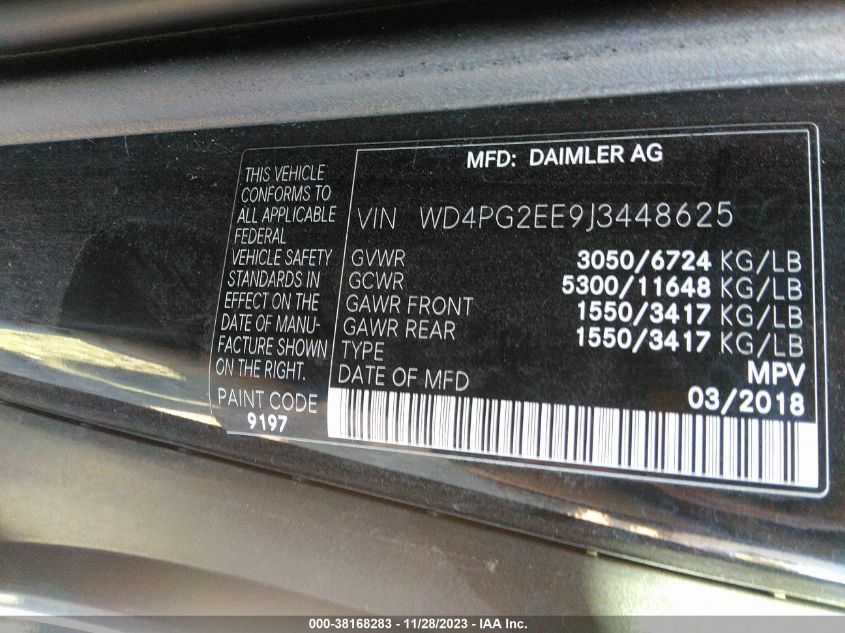 THIS VEHICLE
CONFORMS TO
ALL APPLICABLE
FEDERAL
VEHICLE SAFETY
STANDARDS IN
EFFECT ON THE
DATE OF MANU-
FACTURE SHOWN
ON THE RIGHT.
PAINT CODE
9197
MFD: DAIMLER AG
VIN WD4PG2EE9J3448625
GVWR 3050/6724 KG/LB
GCWR 5300/11648 KG/LB
GAWR FRONT 1550/3417 KG/LB
GAWR REAR 1550/3417 KG/LB
TYPE MPV
DATE OF MFD 03/2018
000-38168283 - 11/28/2023 - IAA Inc.